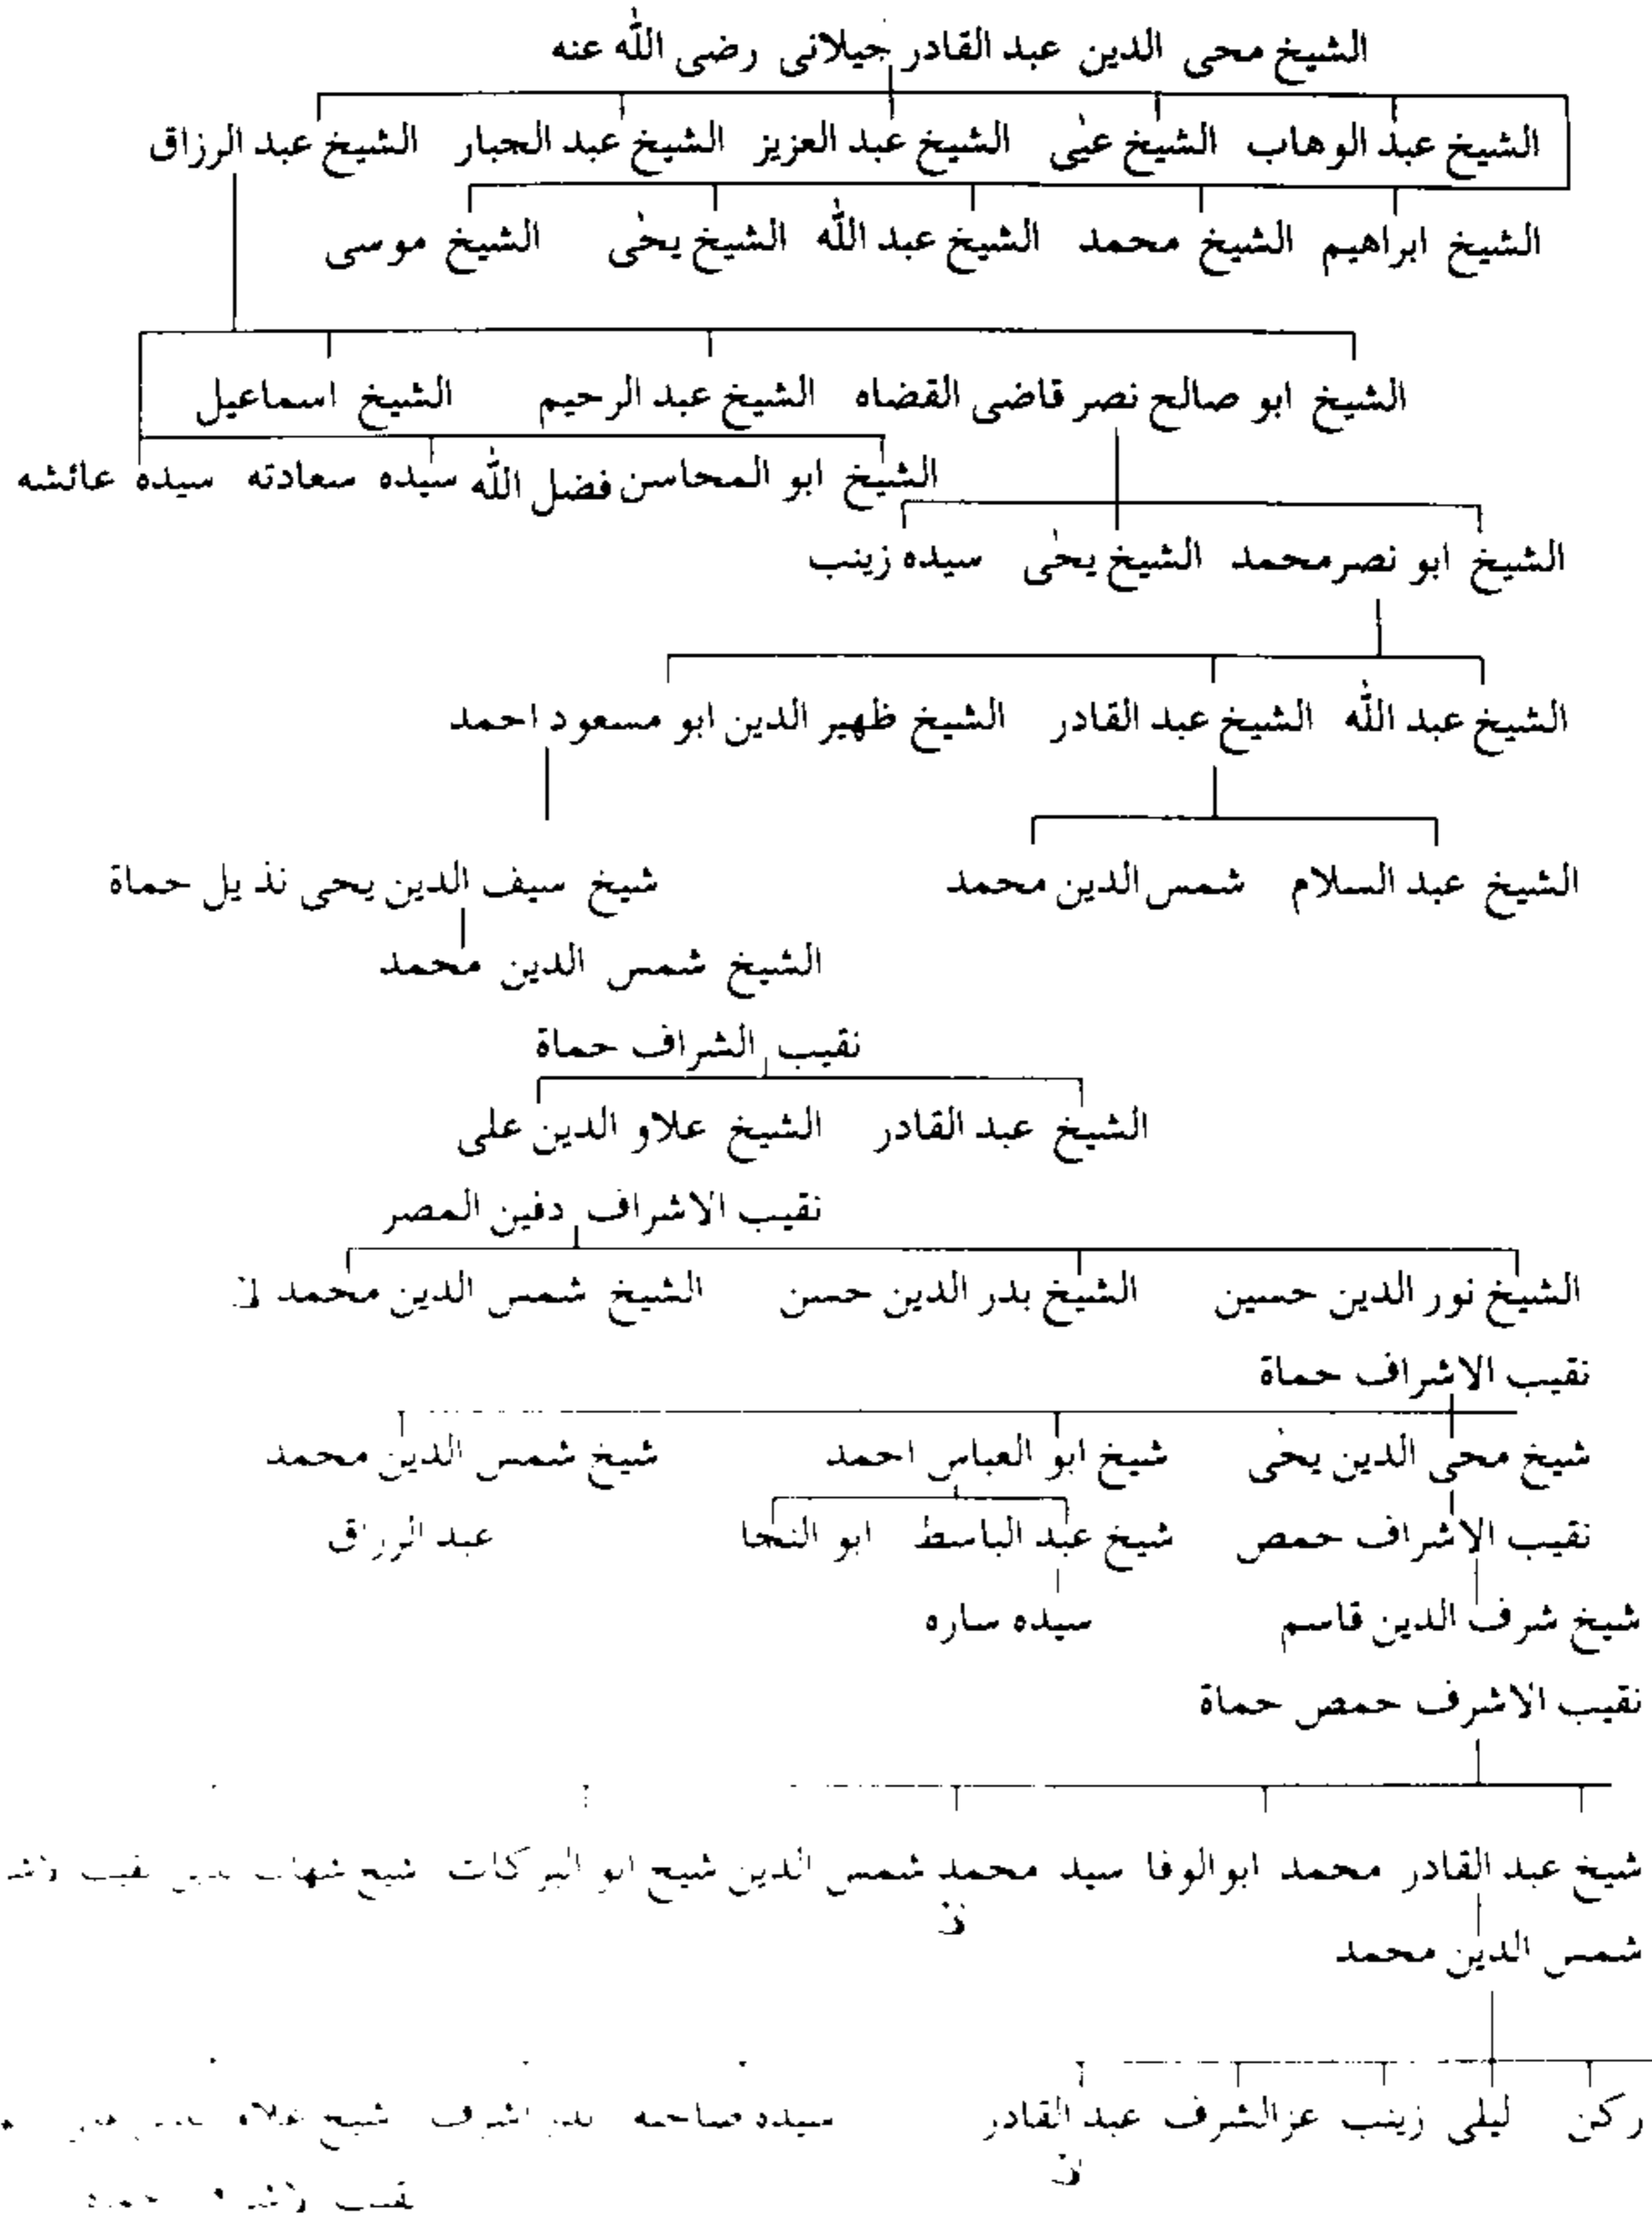 الشيخ محى الدين عبد القادر جيلانى رضى الله عنه
الشيخ عبد الوهاب الشيخ عيٰى الشيخ عبد العزيز الشيخ عبد الجبار الشيخ عبد الرزاق
الشيخ ابراهيم الشيخ محمد الشيخ عبد الله الشيخ يحٰى الشيخ موسى
الشيخ ابو صالح نصر قاضى القضاه الشيخ عبد الرحيم الشيخ اسماعيل
الشيخ ابو المحاسن فضل الله سيده سعادته سيده عائشه
الشيخ ابو نصر محمد الشيخ يحٰى سيده زينب
الشيخ عبد الله الشيخ عبد القادر الشيخ ظهير الدين ابو مسعود احمد
الشيخ عبد السلام شمس الدين محمد شيخ سيف الدين يحى نذيل حماة
الشيخ شمس الدين محمد
نقيب الشراف حماة
الشيخ عبد القادر الشيخ علاو الدين على
نقيب الاشراف دفين المصر
الشيخ نور الدين حسين الشيخ بدر الدين حسن الشيخ شمس الدين محمد
نقيب الاشراف حماة
شيخ محى الدين يحٰى شيخ ابو العباس احمد شيخ شمس الدين محمد
نقيب الاشراف حمص شيخ عبد الباسط ابو النجا عبد الرزاق
شيخ شرف الدين قاسم سيده ساره
نقيب الاشرف حمص حماة
شيخ عبد القادر محمد ابوالوفا سيد محمد شمس الدين شيخ ابو البركات شيخ شهاب
شمس الدين محمد
ركن ليلى زينب عزالشرف عبد القادر سيده صاحمه شيخ علاو